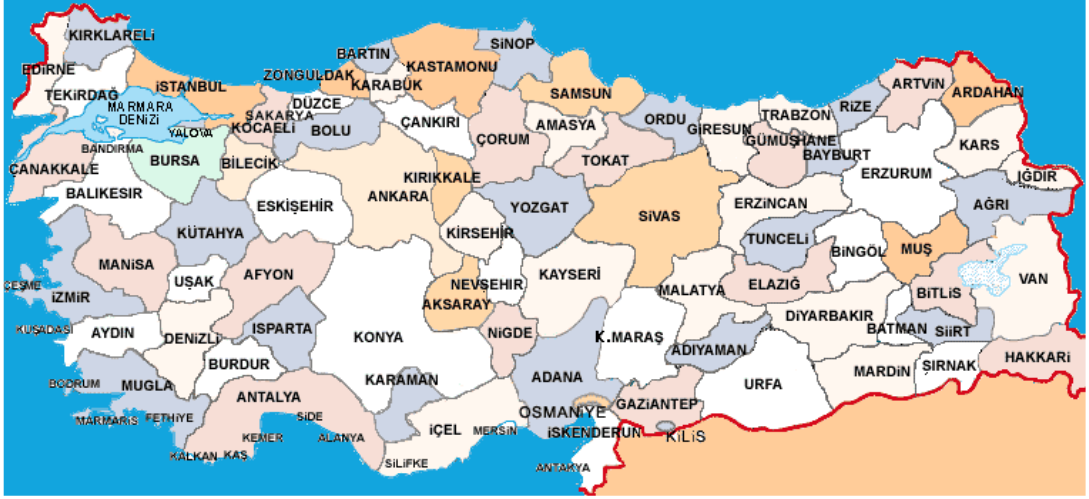 KIRKLARELİ
SİNOP
BARTIN
EDİRNE
ZONGULDAK
KASTAMONU
ARTVİN
TEKİRDAĞ
İSTANBUL
KARABÜK
SAMSUN
ARDAHAN
MARMARA
DENİZİ
SAKARYA
DÜZCE
RİZE
TRABZON
YALOVA
KOCAELİ
BOLU
ÇANKIRI
AMASYA
ORDU
GİRESUN
BANDIRMA
ÇORUM
GÜMÜŞHANE
KARS
ÇANAKKALE
BURSA
BİLECİK
TOKAT
BAYBURT
ERZURUM
IĞDIR
BALIKESIR
ANKARA
KIRIKKALE
ESKİŞEHİR
YOZGAT
SİVAS
ERZİNCAN
AĞRI
KÜTAHYA
KİRSEHİR
TUNCELİ
BİNGÖL
MUŞ
MANİSA
UŞAK
AFYON
NEVSEHIR
KAYSERİ
MALATYA
ELAZIĞ
VAN
ÇEŞME
İZMİR
AKSARAY
BİTLİS
KUŞADASI
AYDIN
DENİZLİ
ISPARTA
KONYA
NİGDE
K.MARAŞ
DİYARBAKIR
BATMAN
SİİRT
ADIYAMAN
BURDUR
HAKKARİ
BODRUM
MUGLA
KARAMAN
ADANA
URFA
MARDİN
ŞIRNAK
ANTALYA
GAZİANTEP
MARMARIS
FETHİYE
SİDE
OSMANİYE
KEMER
ALANYA
İÇEL
MERSİN
İSKENDERUN
KİLİS
KALKAN
KAŞ
SİLİFKE
ANTAKYA